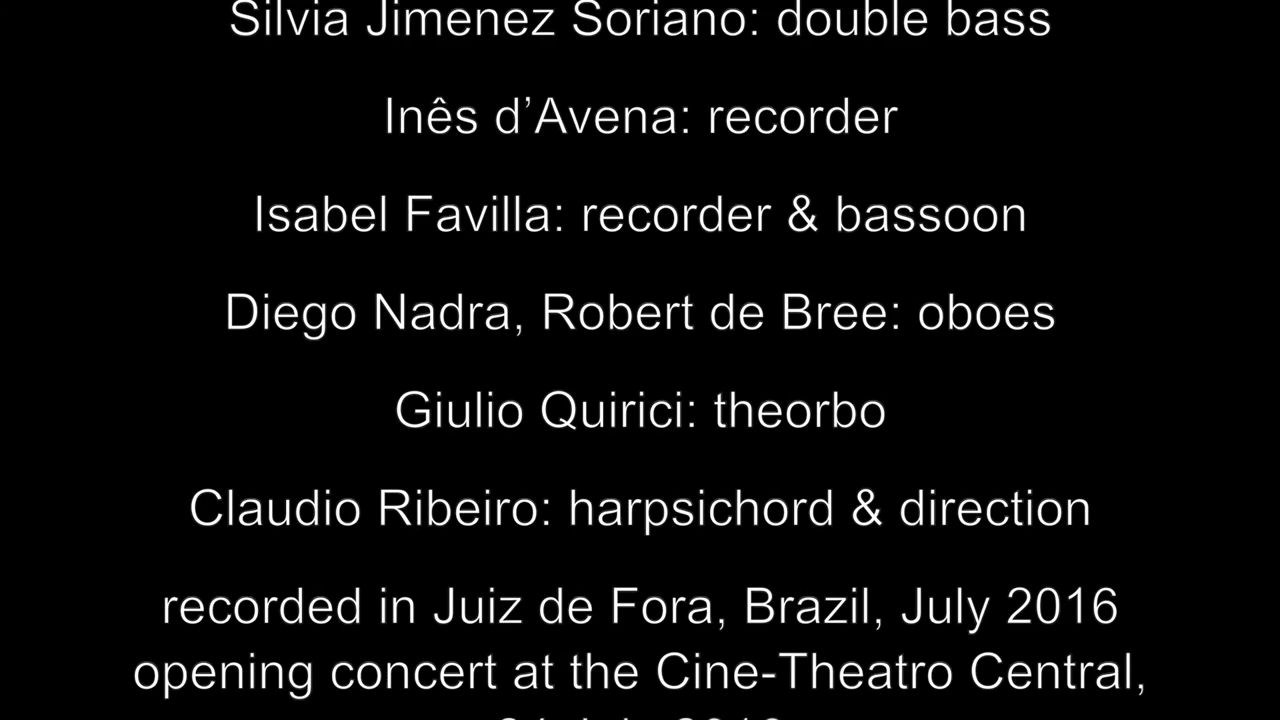 Silvia Jimenez Soriano: double bass
Inês d’Avena: recorder
Isabel Favilla: recorder & bassoon
Diego Nadra, Robert de Bree: oboes
Giulio Quirici: theorbo
Claudio Ribeiro: harpsichord & direction
recorded in Juiz de Fora, Brazil, July 2016
opening concert at the Cine-Theatro Central,